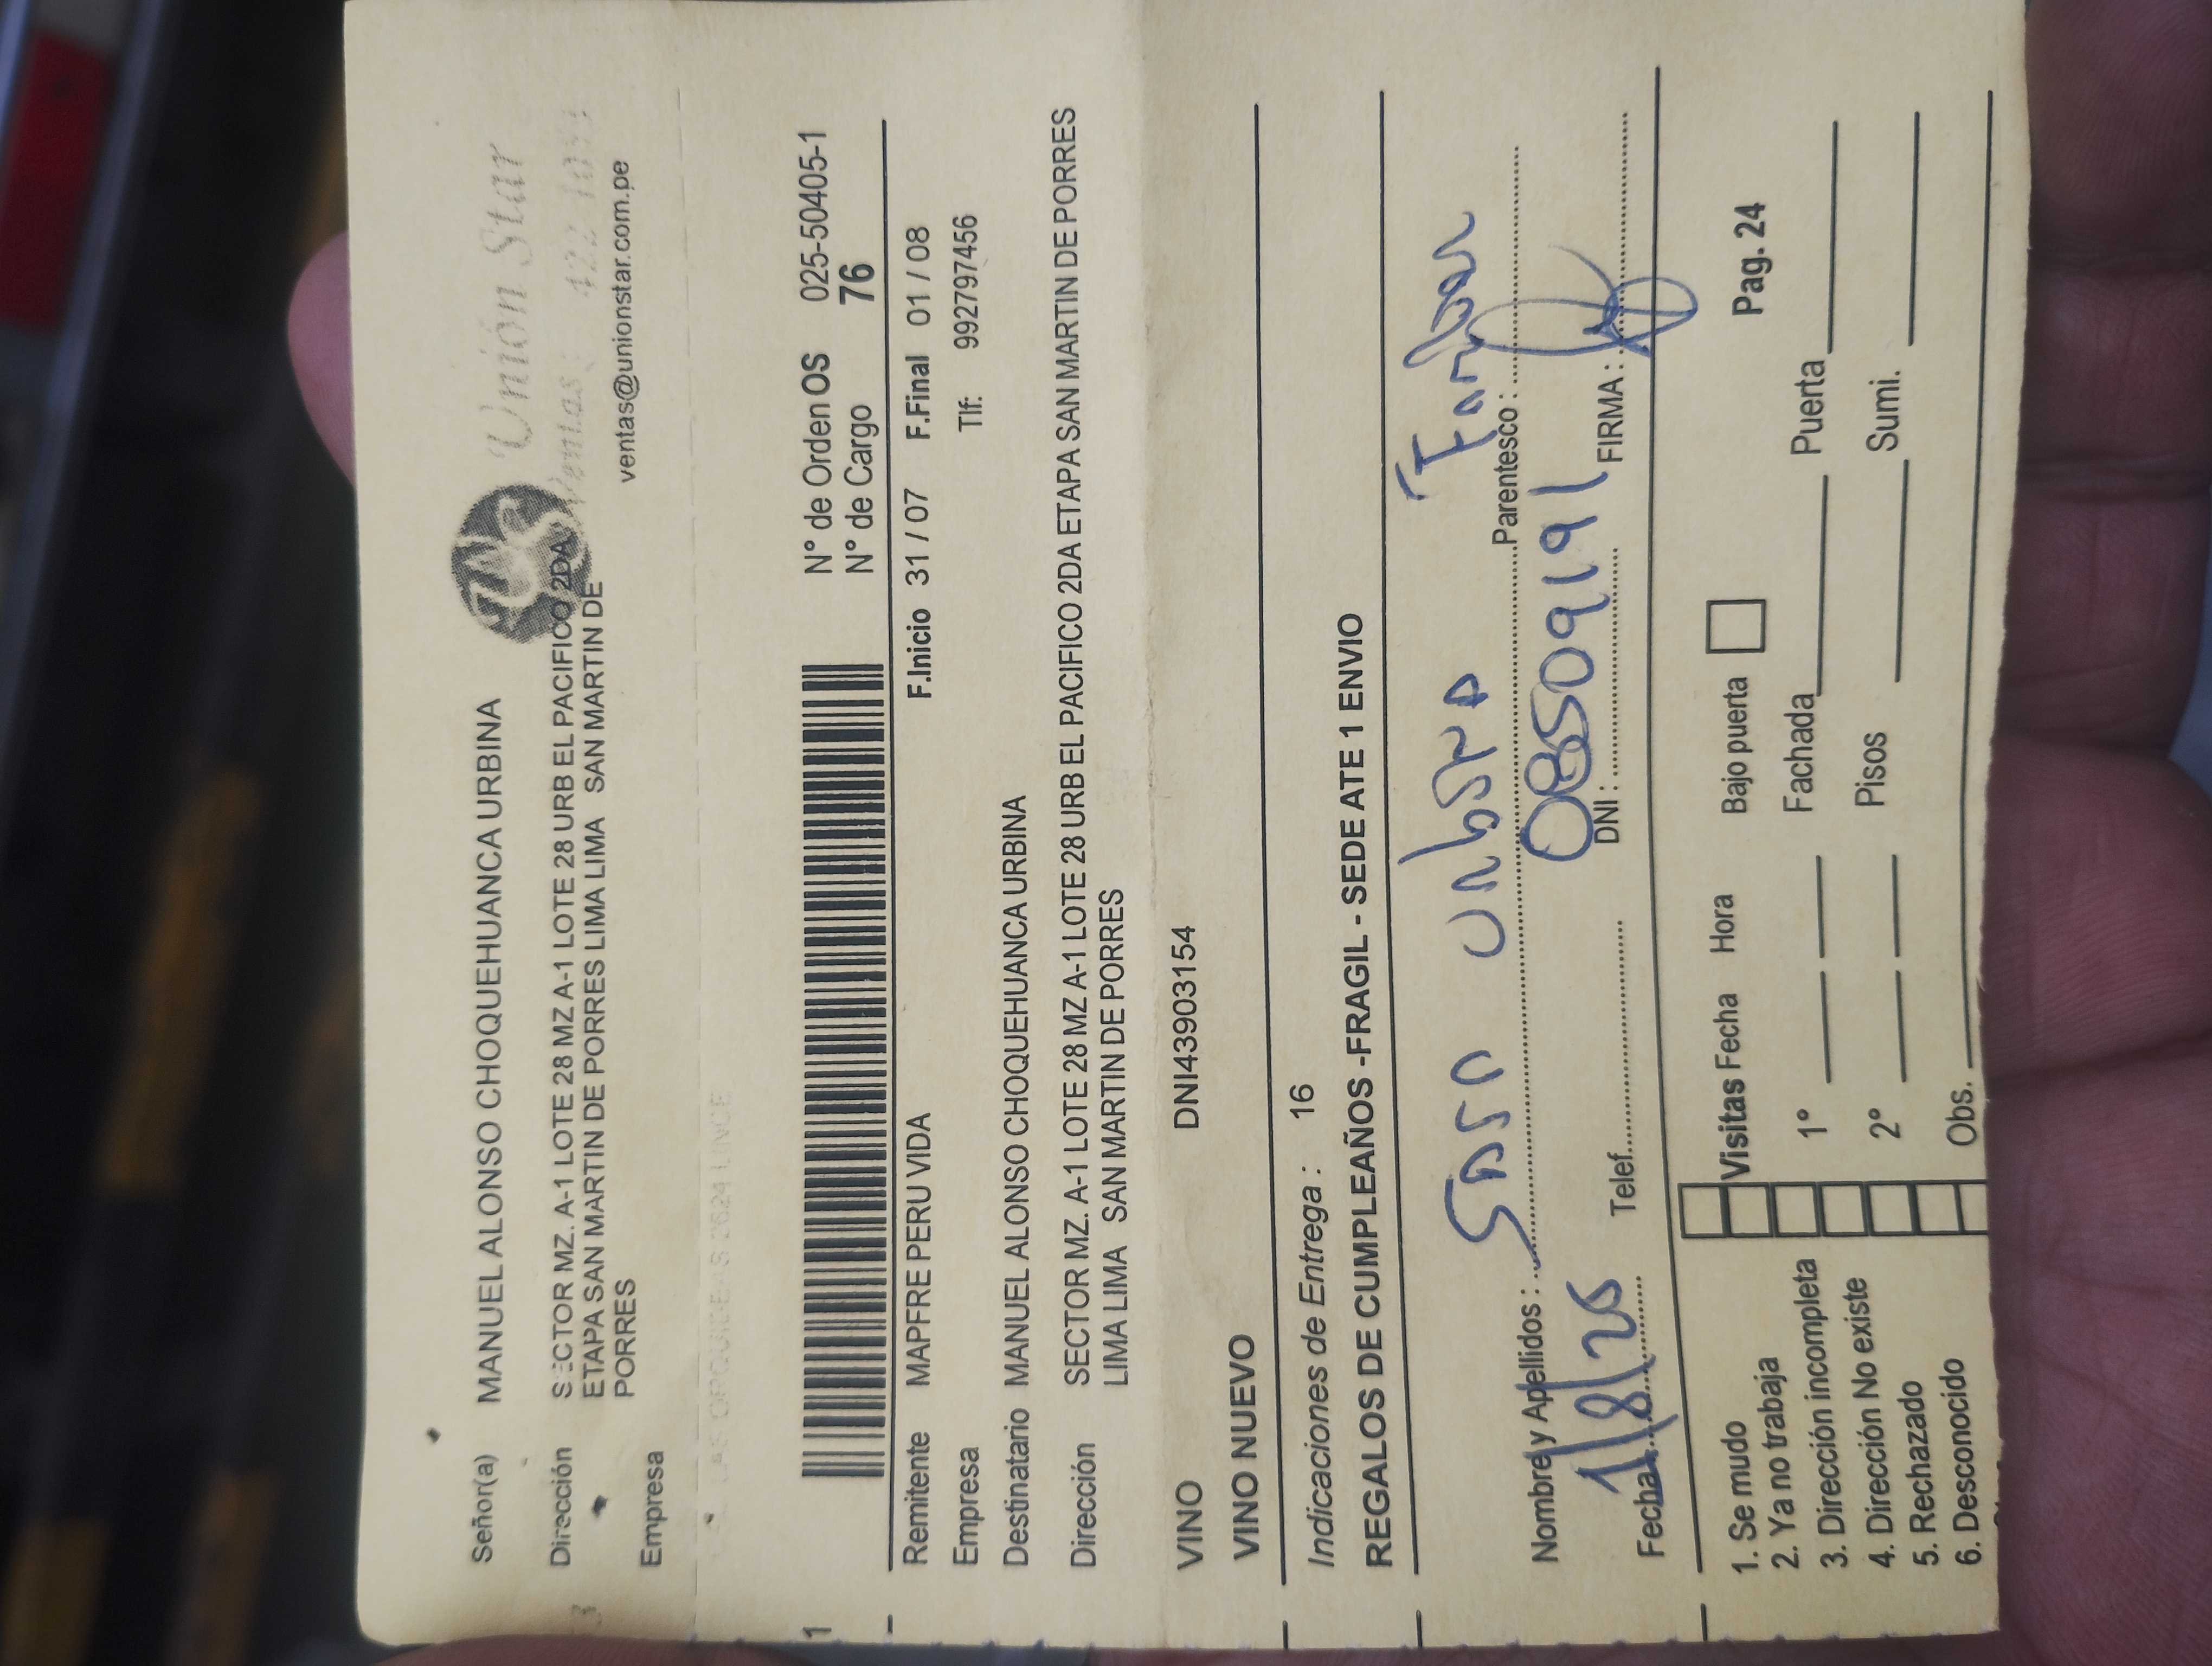 Unión Star
Ventas: 422 1031
ventas@unionstar.com.pe
Señor(a) MANUEL ALONSO CHOQUEHUANCA URBINA
Dirección SECTOR MZ. A-1 LOTE 28 MZ A-1 LOTE 28 URB EL PACIFICO 2DA
ETAPA SAN MARTIN DE PORRES LIMA LIMA SAN MARTIN DE
PORRES
Empresa
1
N° de Orden OS 025-50405-1
N° de Cargo 76
Remitente MAPFRE PERU VIDA F.Inicio 31 / 07 F.Final 01 / 08
Empresa Tlf: 992797456
Destinatario MANUEL ALONSO CHOQUEHUANCA URBINA
Dirección SECTOR MZ. A-1 LOTE 28 MZ A-1 LOTE 28 URB EL PACIFICO 2DA ETAPA SAN MARTIN DE PORRES
LIMA LIMA SAN MARTIN DE PORRES
VINO DNI43903154
VINO NUEVO
Indicaciones de Entrega : 16
REGALOS DE CUMPLEAÑOS -FRAGIL - SEDE ATE 1 ENVIO
Nombre y Apellidos : Parentesco :
Fecha 1/8/25 Telef. DNI : 08509191 FIRMA :
1. Se mudo
2. Ya no trabaja
3. Dirección incompleta
4. Dirección No existe
5. Rechazado
6. Desconocido
Visitas Fecha Hora Bajo puerta Pag. 24
1° Fachada Puerta
2° Pisos Sumi.
Obs.